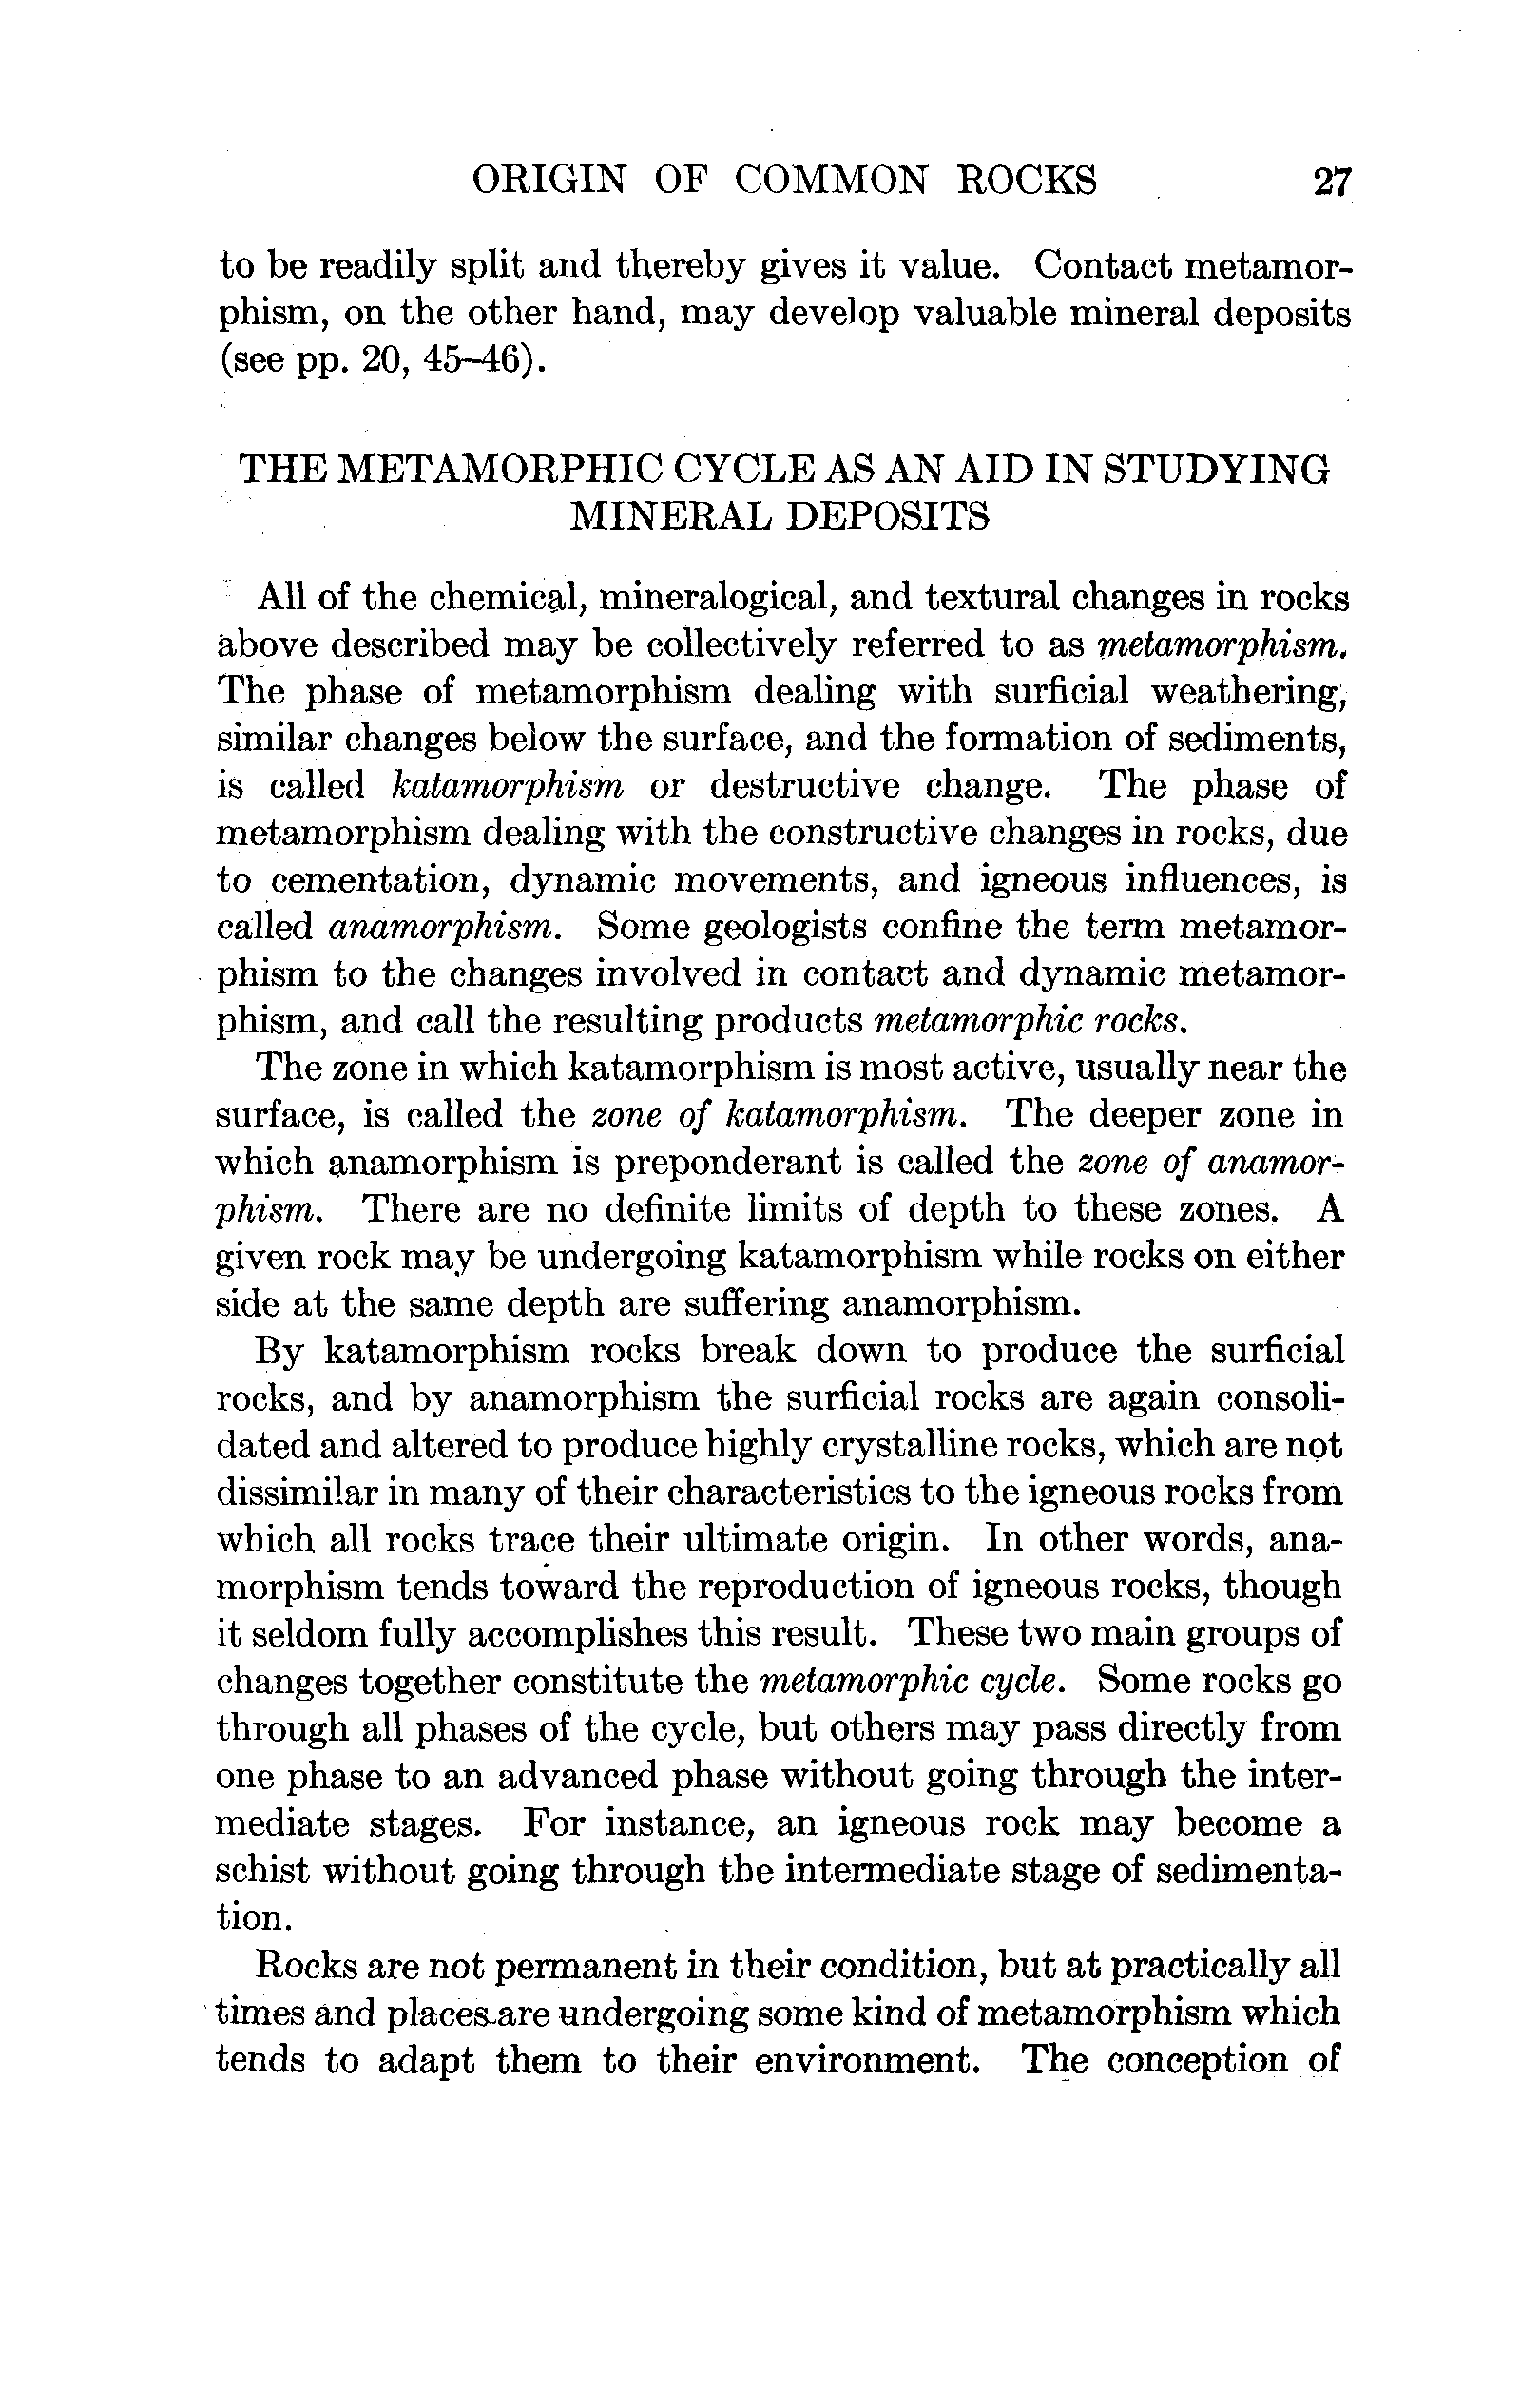 ORIGIN OF COMMON ROCKS 27
to be readily split and thereby gives it value. Contact metamor-
phism, on the other hand, may develop valuable mineral deposits
(see pp. 20, 45–46).
THE METAMORPHIC CYCLE AS AN AID IN STUDYING
MINERAL DEPOSITS
All of the chemical, mineralogical, and textural changes in rocks
above described may be collectively referred to as metamorphism.
The phase of metamorphism dealing with surficial weathering,
similar changes below the surface, and the formation of sediments,
is called katamorphism or destructive change. The phase of
metamorphism dealing with the constructive changes in rocks, due
to cementation, dynamic movements, and igneous influences, is
called anamorphism. Some geologists confine the term metamor-
phism to the changes involved in contact and dynamic metamor-
phism, and call the resulting products metamorphic rocks.
The zone in which katamorphism is most active, usually near the
surface, is called the zone of katamorphism. The deeper zone in
which anamorphism is preponderant is called the zone of anamor-
phism. There are no definite limits of depth to these zones. A
given rock may be undergoing katamorphism while rocks on either
side at the same depth are suffering anamorphism.
By katamorphism rocks break down to produce the surficial
rocks, and by anamorphism the surficial rocks are again consoli-
dated and altered to produce highly crystalline rocks, which are not
dissimilar in many of their characteristics to the igneous rocks from
which all rocks trace their ultimate origin. In other words, ana-
morphism tends toward the reproduction of igneous rocks, though
it seldom fully accomplishes this result. These two main groups of
changes together constitute the metamorphic cycle. Some rocks go
through all phases of the cycle, but others may pass directly from
one phase to an advanced phase without going through the inter-
mediate stages. For instance, an igneous rock may become a
schist without going through the intermediate stage of sedimenta-
tion.
Rocks are not permanent in their condition, but at practically all
times and places are undergoing some kind of metamorphism which
tends to adapt them to their environment. The conception of